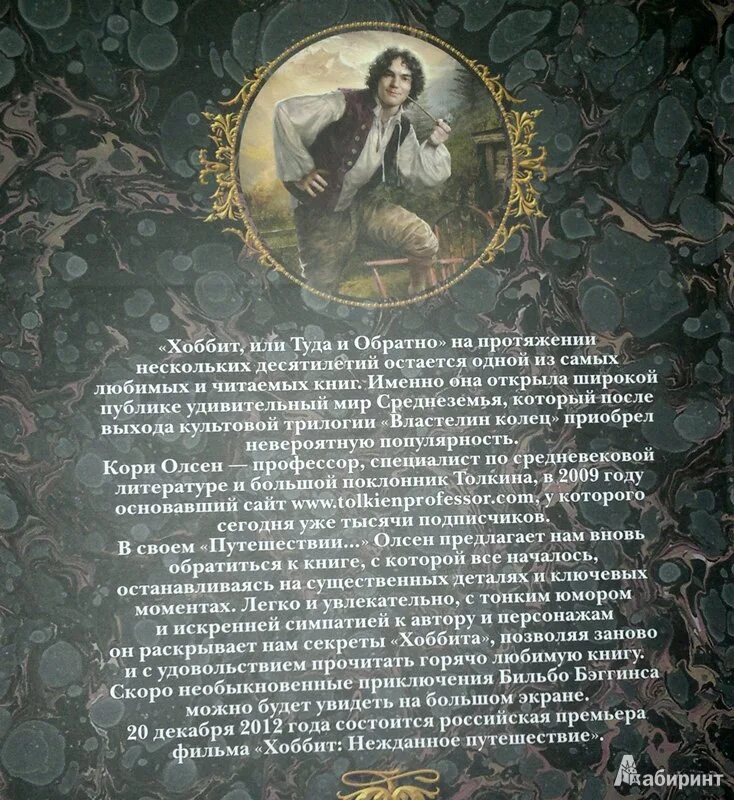 «Хоббит, или Туда и Обратно» на протяжении
нескольких десятилетий остается одной из самых
любимых и читаемых книг. Именно она открыла широкой
публике удивительный мир Среднеземья, который после
выхода культовой трилогии «Властелин колец» приобрел
невероятную популярность.
Кори Олсен — профессор, специалист по средневековой
литературе и большой поклонник Толкина, в 2009 году
основавший сайт www.tolkienprofessor.com, у которого
сегодня уже тысячи подписчиков.
В своем «Путешествии...» Олсен предлагает нам вновь
обратиться к книге, с которой все началось,
останавливаясь на существенных деталях и ключевых
моментах. Легко и увлекательно, с тонким юмором
и искренней симпатией к автору и персонажам
он раскрывает нам секреты «Хоббита», позволяя заново
и с удовольствием прочитать горячо любимую книгу.
Скоро необыкновенные приключения Бильбо Бэггинса
можно будет увидеть на большом экране.
20 декабря 2012 года состоится российская премьера
фильма «Хоббит: Нежданное путешествие».
Лабиринт